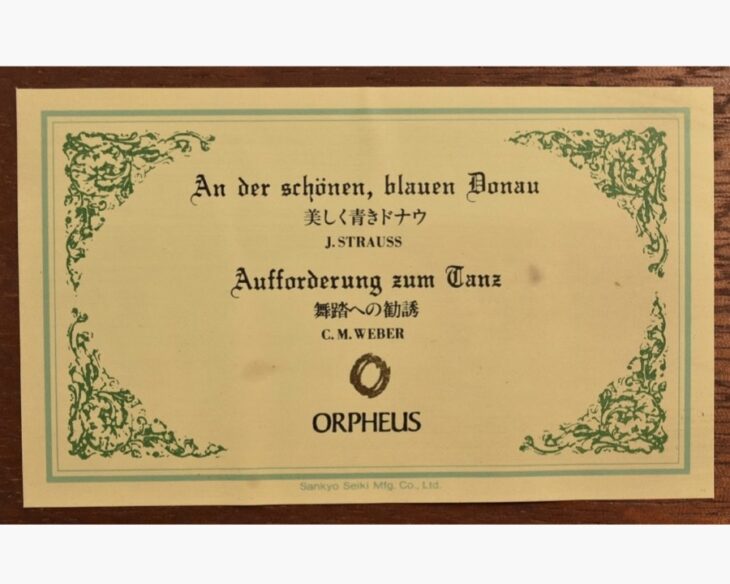 An der schönen, blauen Donau
美しく青きドナウ
J. STRAUSS
Aufforderung zum Tanz
舞踏への勧誘
C. M. WEBER
ORPHEUS
Sankyo Seiki Mfg. Co., Ltd.